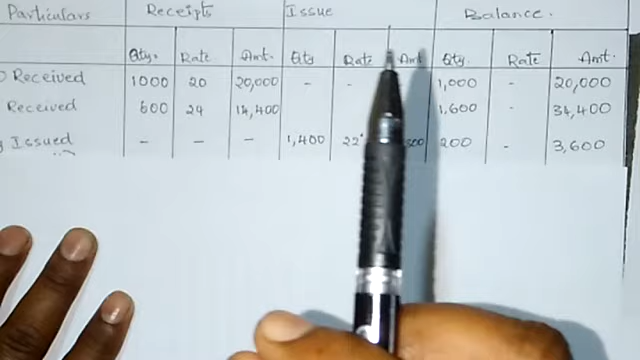 Particulars Receipts Issue Balance.
Qty. Rate Amt. Qty Rate Amt Qty. Rate Amt.
Received 1000 20 20,000 - - 1,000 - 20,000
Received 600 24 14,400 1,600 - 34,400
Issued - - - 1,400 22 200 - 3,600